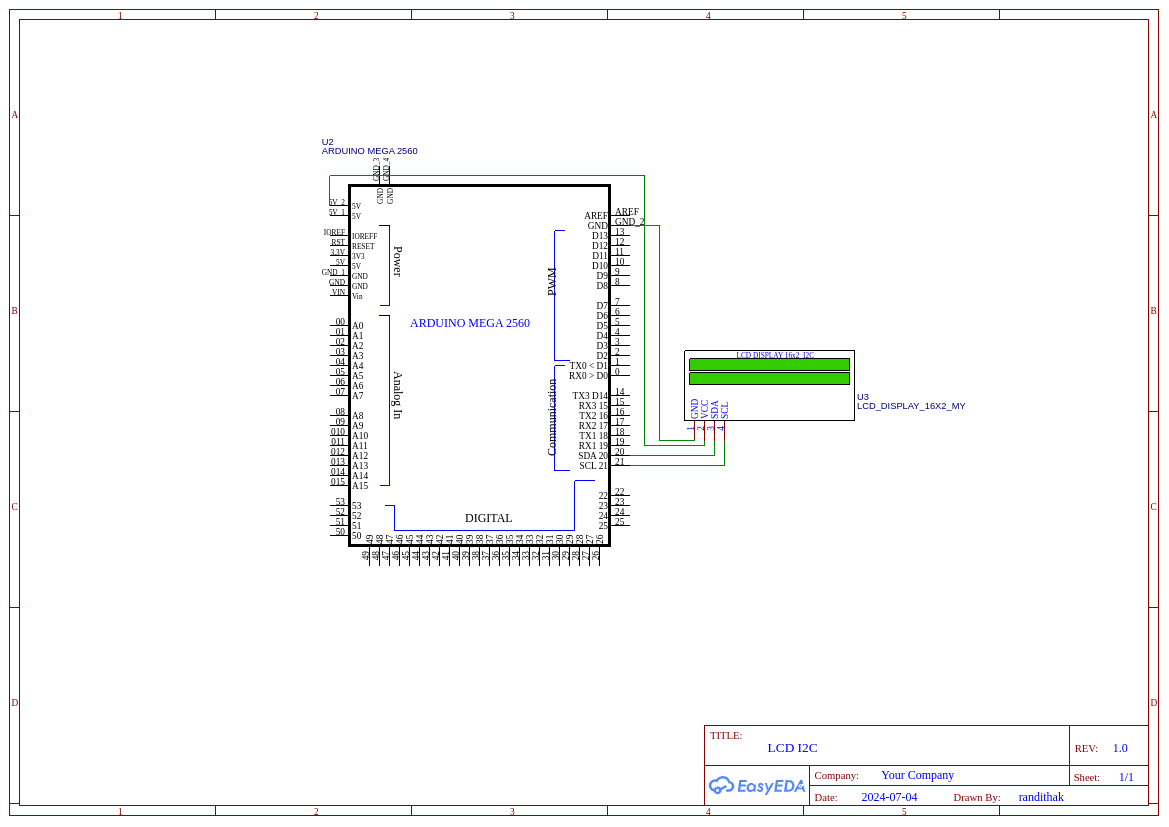 1 2 3 4 5
A A
B B
C C
D D
U2
ARDUINO MEGA 2560
GND_3 GND_4
GND GND
5V_2 5V
5V_1 5V
IOREF IOREFF
RST RESET
3.3V 3V3
5V 5V
GND_1 GND
GND GND
VIN Vin
Power
00 A0
01 A1
02 A2
03 A3
04 A4
05 A5
06 A6
07 A7
08 A8
09 A9
010 A10
011 A11
012 A12
013 A13
014 A14
015 A15
Analog In
53 53
52 52
51 51
50 50
ARDUINO MEGA 2560
PWM
Communication
DIGITAL
AREF AREF
GND GND_2
D13 13
D12 12
D11 11
D10 10
D9 9
D8 8
D7 7
D6 6
D5 5
D4 4
D3 3
D2 2
TX0 < D1 1
RX0 > D0 0
TX3 D14 14
RX3 15 15
TX2 16 16
RX2 17 17
TX1 18 18
RX1 19 19
SDA 20 20
SCL 21 21
22 22
23 23
24 24
25 25
49 48 47 46 45 44 43 42 41 40 39 38 37 36 35 34 33 32 31 30 29 28 27 26
49 48 47 46 45 44 43 42 41 40 39 38 37 36 35 34 33 32 31 30 29 28 27 26
LCD DISPLAY 16x2 I2C
GND VCC SDA SCL
1 2 3 4
U3
LCD_DISPLAY_16X2_MY
TITLE:
LCD I2C
REV: 1.0
EasyEDA
Company: Your Company
Sheet: 1/1
Date: 2024-07-04 Drawn By: randithak
1 2 3 4 5